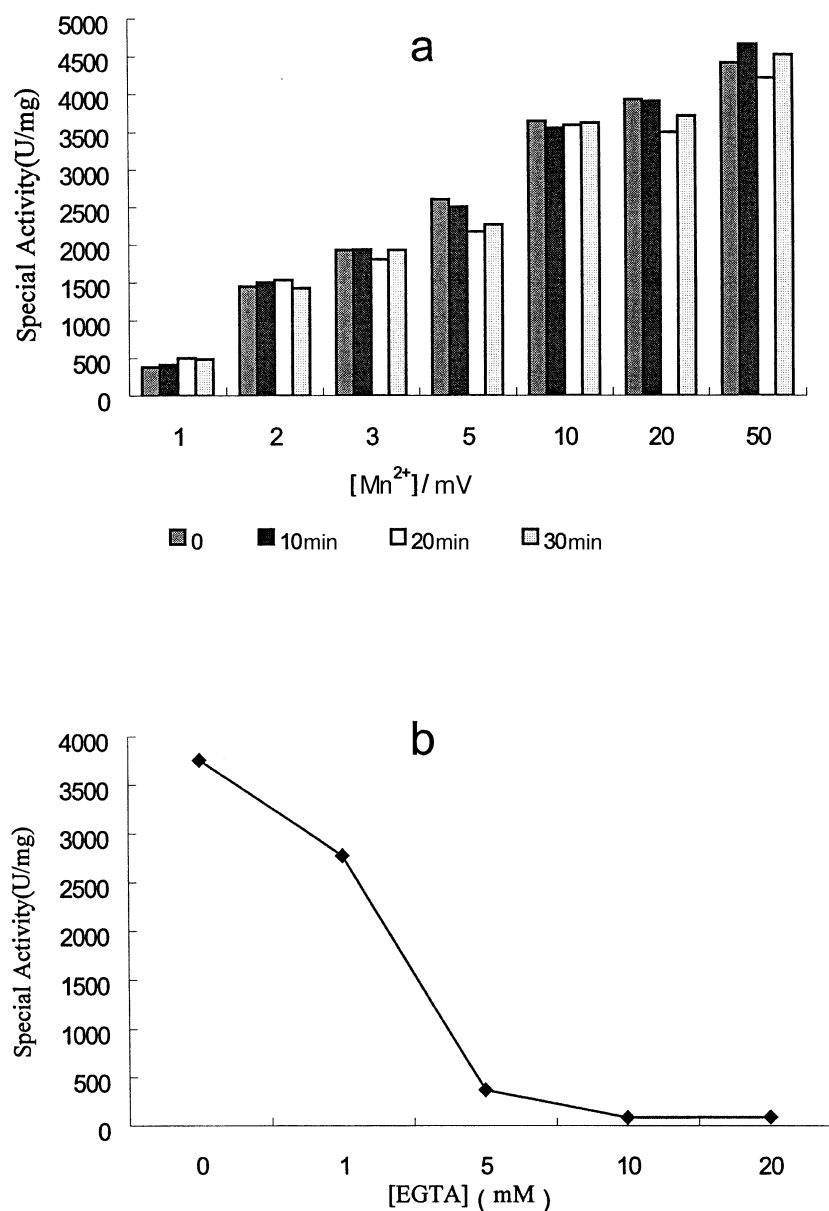 a
Special Activity(U/mg)
5000
4500
4000
3500
3000
2500
2000
1500
1000
500
0
1 2 3 5 10 20 50
[Mn²⁺]/ mV
0 10min 20min 30min
b
Special Activity(U/mg)
4000
3500
3000
2500
2000
1500
1000
500
0
0 1 5 10 20
[EGTA] ( mM )